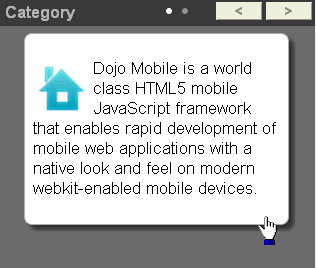 Category
< >
Dojo Mobile is a world
class HTML5 mobile
JavaScript framework
that enables rapid development of
mobile web applications with a
native look and feel on modern
webkit-enabled mobile devices.